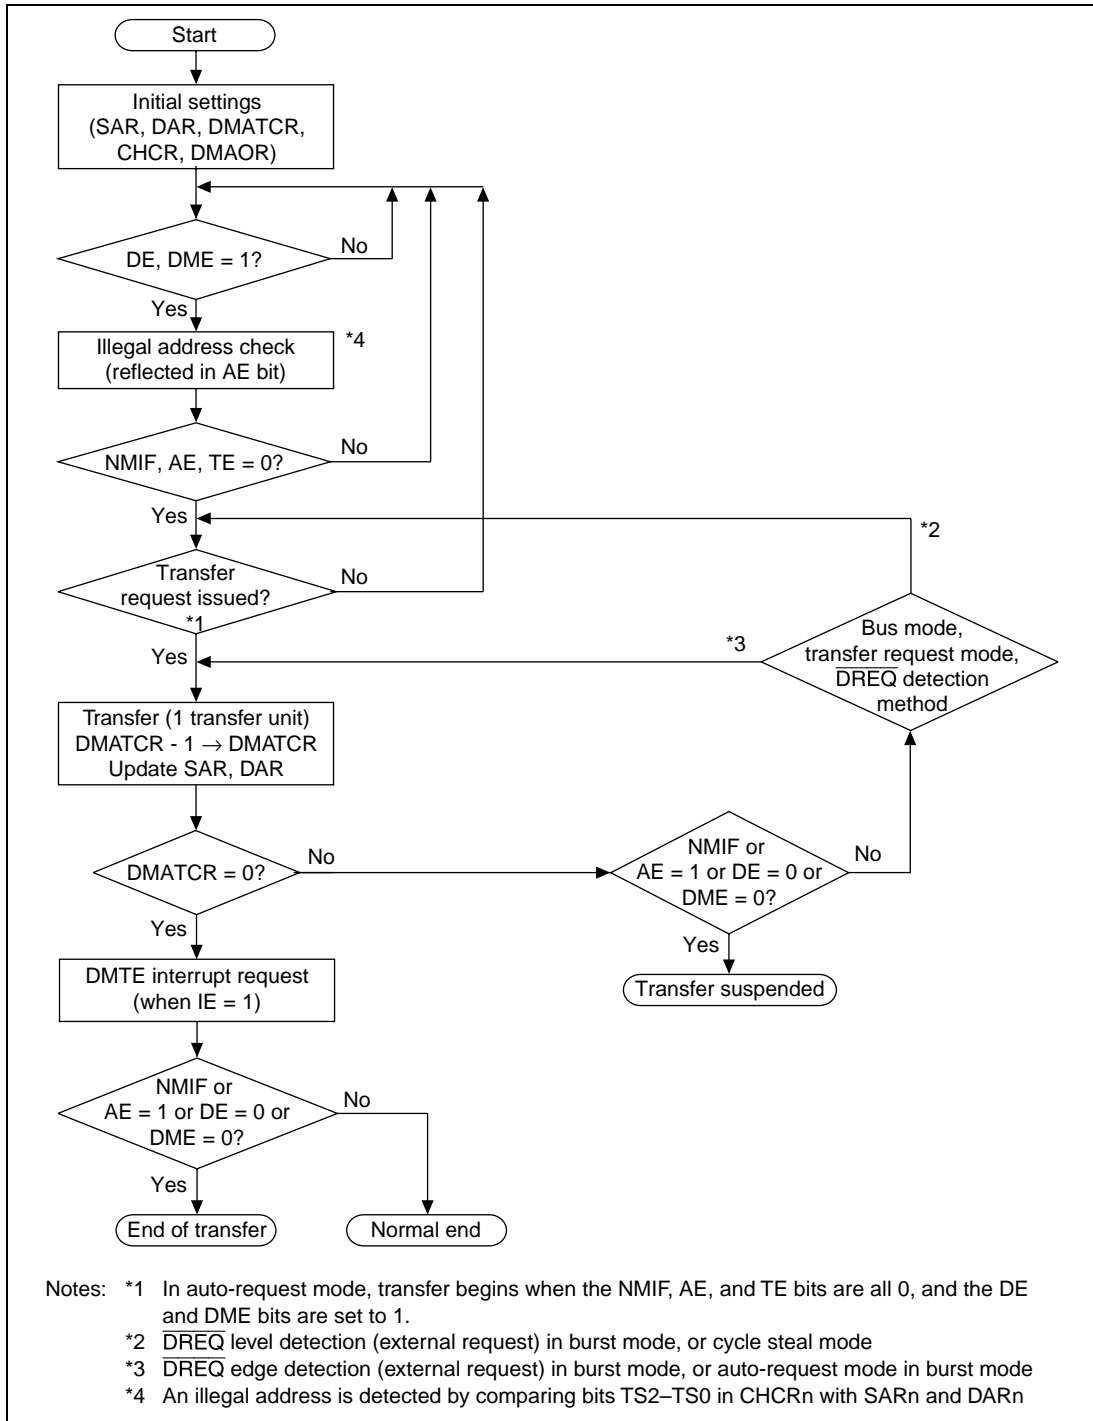 Start
Initial settings
(SAR, DAR, DMATCR,
CHCR, DMAOR)
DE, DME = 1?
No
Yes
Illegal address check
(reflected in AE bit)
*4
NMIF, AE, TE = 0?
No
Yes
*2
Transfer
request issued?
*1
No
Yes
*3
Bus mode,
transfer request mode,
DREQ detection
method
Transfer (1 transfer unit)
DMATCR - 1 → DMATCR
Update SAR, DAR
DMATCR = 0?
No
NMIF or
AE = 1 or DE = 0 or
DME = 0?
No
Yes
Yes
Transfer suspended
DMTE interrupt request
(when IE = 1)
NMIF or
AE = 1 or DE = 0 or
DME = 0?
No
Yes
End of transfer
Normal end
Notes: *1 In auto-request mode, transfer begins when the NMIF, AE, and TE bits are all 0, and the DE
and DME bits are set to 1.
*2 DREQ level detection (external request) in burst mode, or cycle steal mode
*3 DREQ edge detection (external request) in burst mode, or auto-request mode in burst mode
*4 An illegal address is detected by comparing bits TS2–TS0 in CHCRn with SARn and DARn